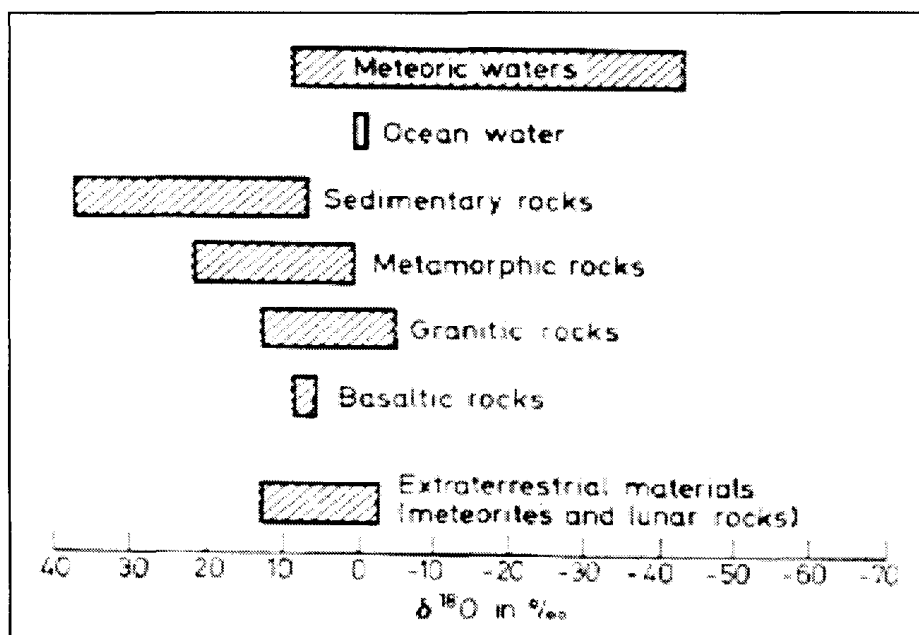 Meteoric waters
Ocean water
Sedimentary rocks
Metamorphic rocks
Granitic rocks
Basaltic rocks
Extraterrestrial materials
(meteorites and lunar rocks)
40 30 20 10 0 -10 -20 -30 -40 -50 -60 -70
δ ¹⁸O in ‰